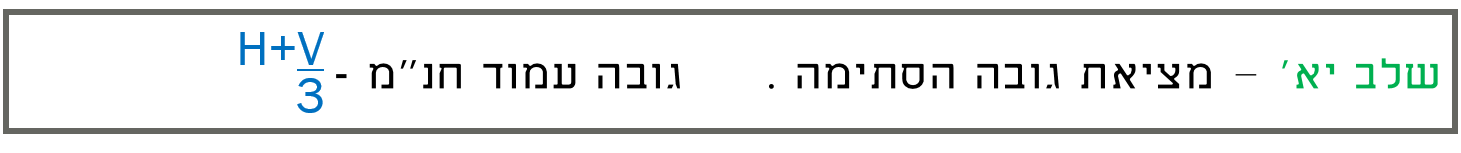 שלב יא' – מציאת גובה הסתימה . גובה עמוד חנ"מ - H+V/3